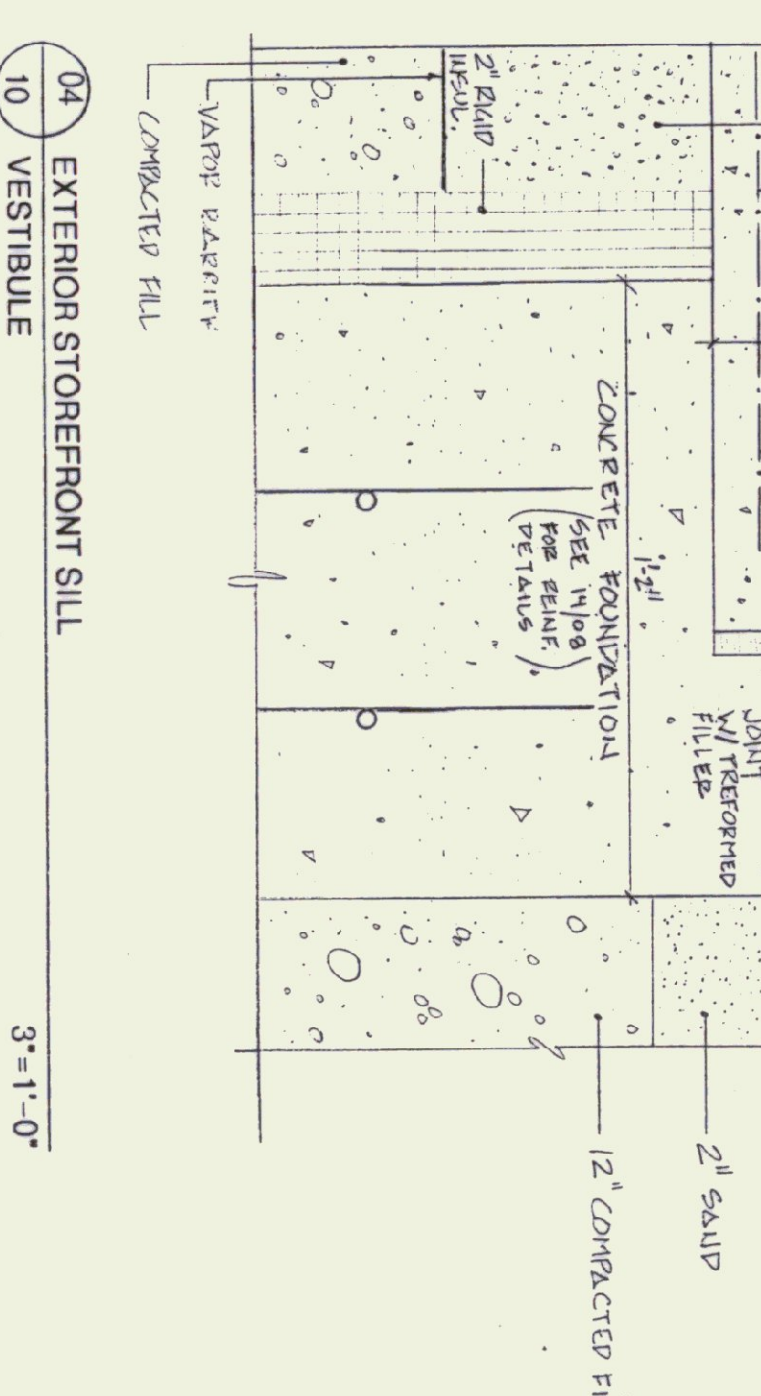 2" RIGID
INSUL.
JOINT
W/ PREFORMED
FILLER
1'-2"
CONCRETE FOUNDATION
(SEE 14/08
FOR REINF.
DETAILS).
2" SAND
12" COMPACTED
VAPOR BARRIER
COMPACTED FILL
04
10
EXTERIOR STOREFRONT SILL
VESTIBULE
3"=1'-0"